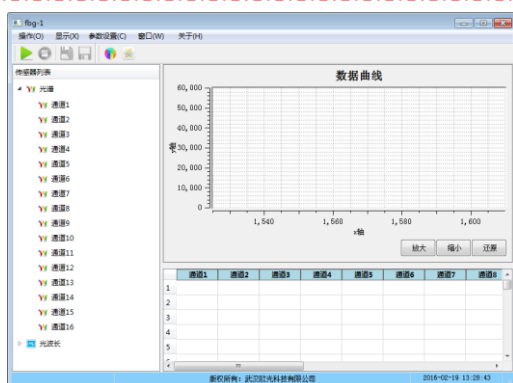 fbg-1
操作(O) 显示(X) 参数设置(C) 窗口(W) 关于(H)
传感器列表
光谱
通道1
通道2
通道3
通道4
通道5
通道6
通道7
通道8
通道9
通道10
通道11
通道12
通道13
通道14
通道15
通道16
光波长
数据曲线
60,000
50,000
40,000
30,000
20,000
10,000
0
y轴
1,540 1,560 1,580 1,600
x轴
放大 缩小 还原
通道1 通道2 通道3 通道4 通道5 通道6 通道7 通道8
1
2
3
4
5
版权所有：武汉欧光科技有限公司 2016-02-19 13:28:43